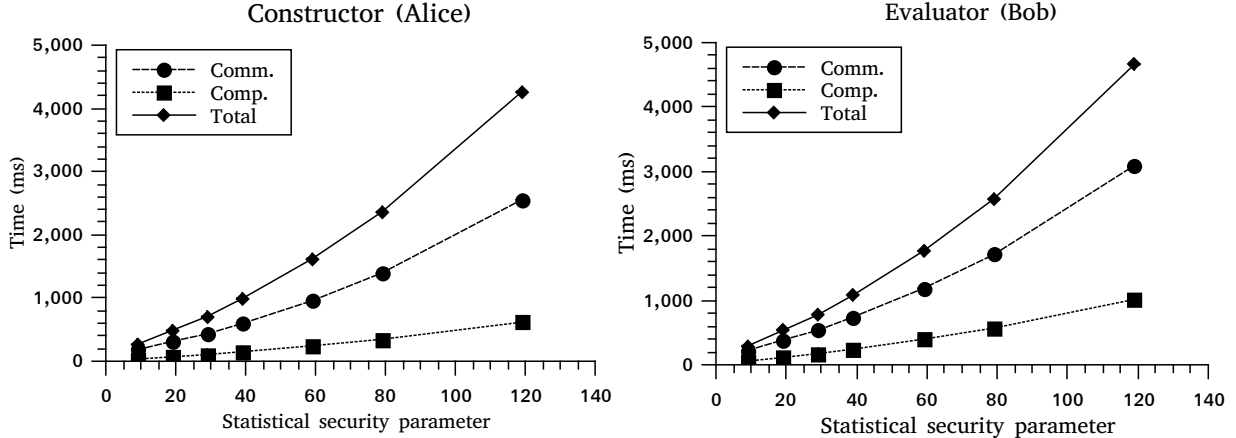 Constructor (Alice)
5,000
4,000
3,000
2,000
1,000
0
Time (ms)
Comm.
Comp.
Total
0 20 40 60 80 100 120 140
Statistical security parameter
Evaluator (Bob)
5,000
4,000
3,000
2,000
1,000
0
Time (ms)
Comm.
Comp.
Total
0 20 40 60 80 100 120 140
Statistical security parameter